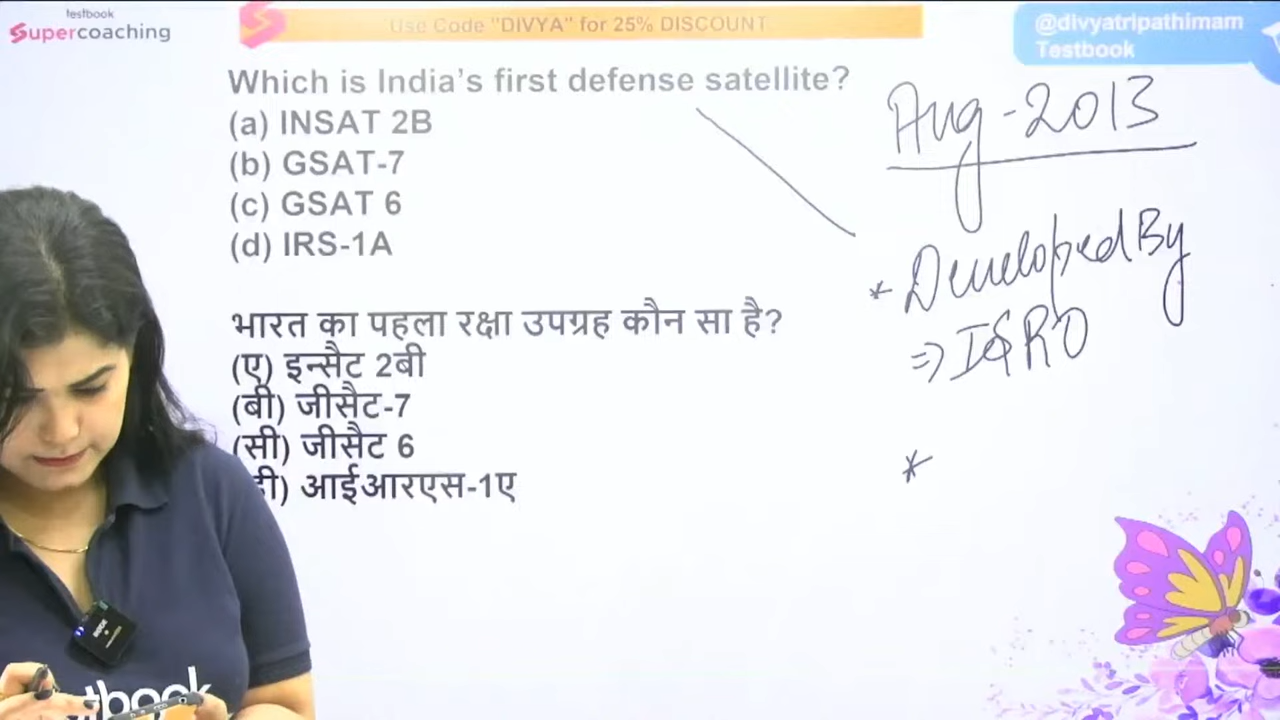 testbook
Supercoaching
Use Code "DIVYA" for 25% DISCOUNT
@divyatripathimam
Testbook
Which is India's first defense satellite?
(a) INSAT 2B
(b) GSAT-7
(c) GSAT 6
(d) IRS-1A
भारत का पहला रक्षा उपग्रह कौन सा है?
(ए) इन्सैट 2बी
(बी) जीसैट-7
(सी) जीसैट 6
डी) आईआरएस-1ए
Aug-2013
* Developed By
⇒ ISRO
*
testbook